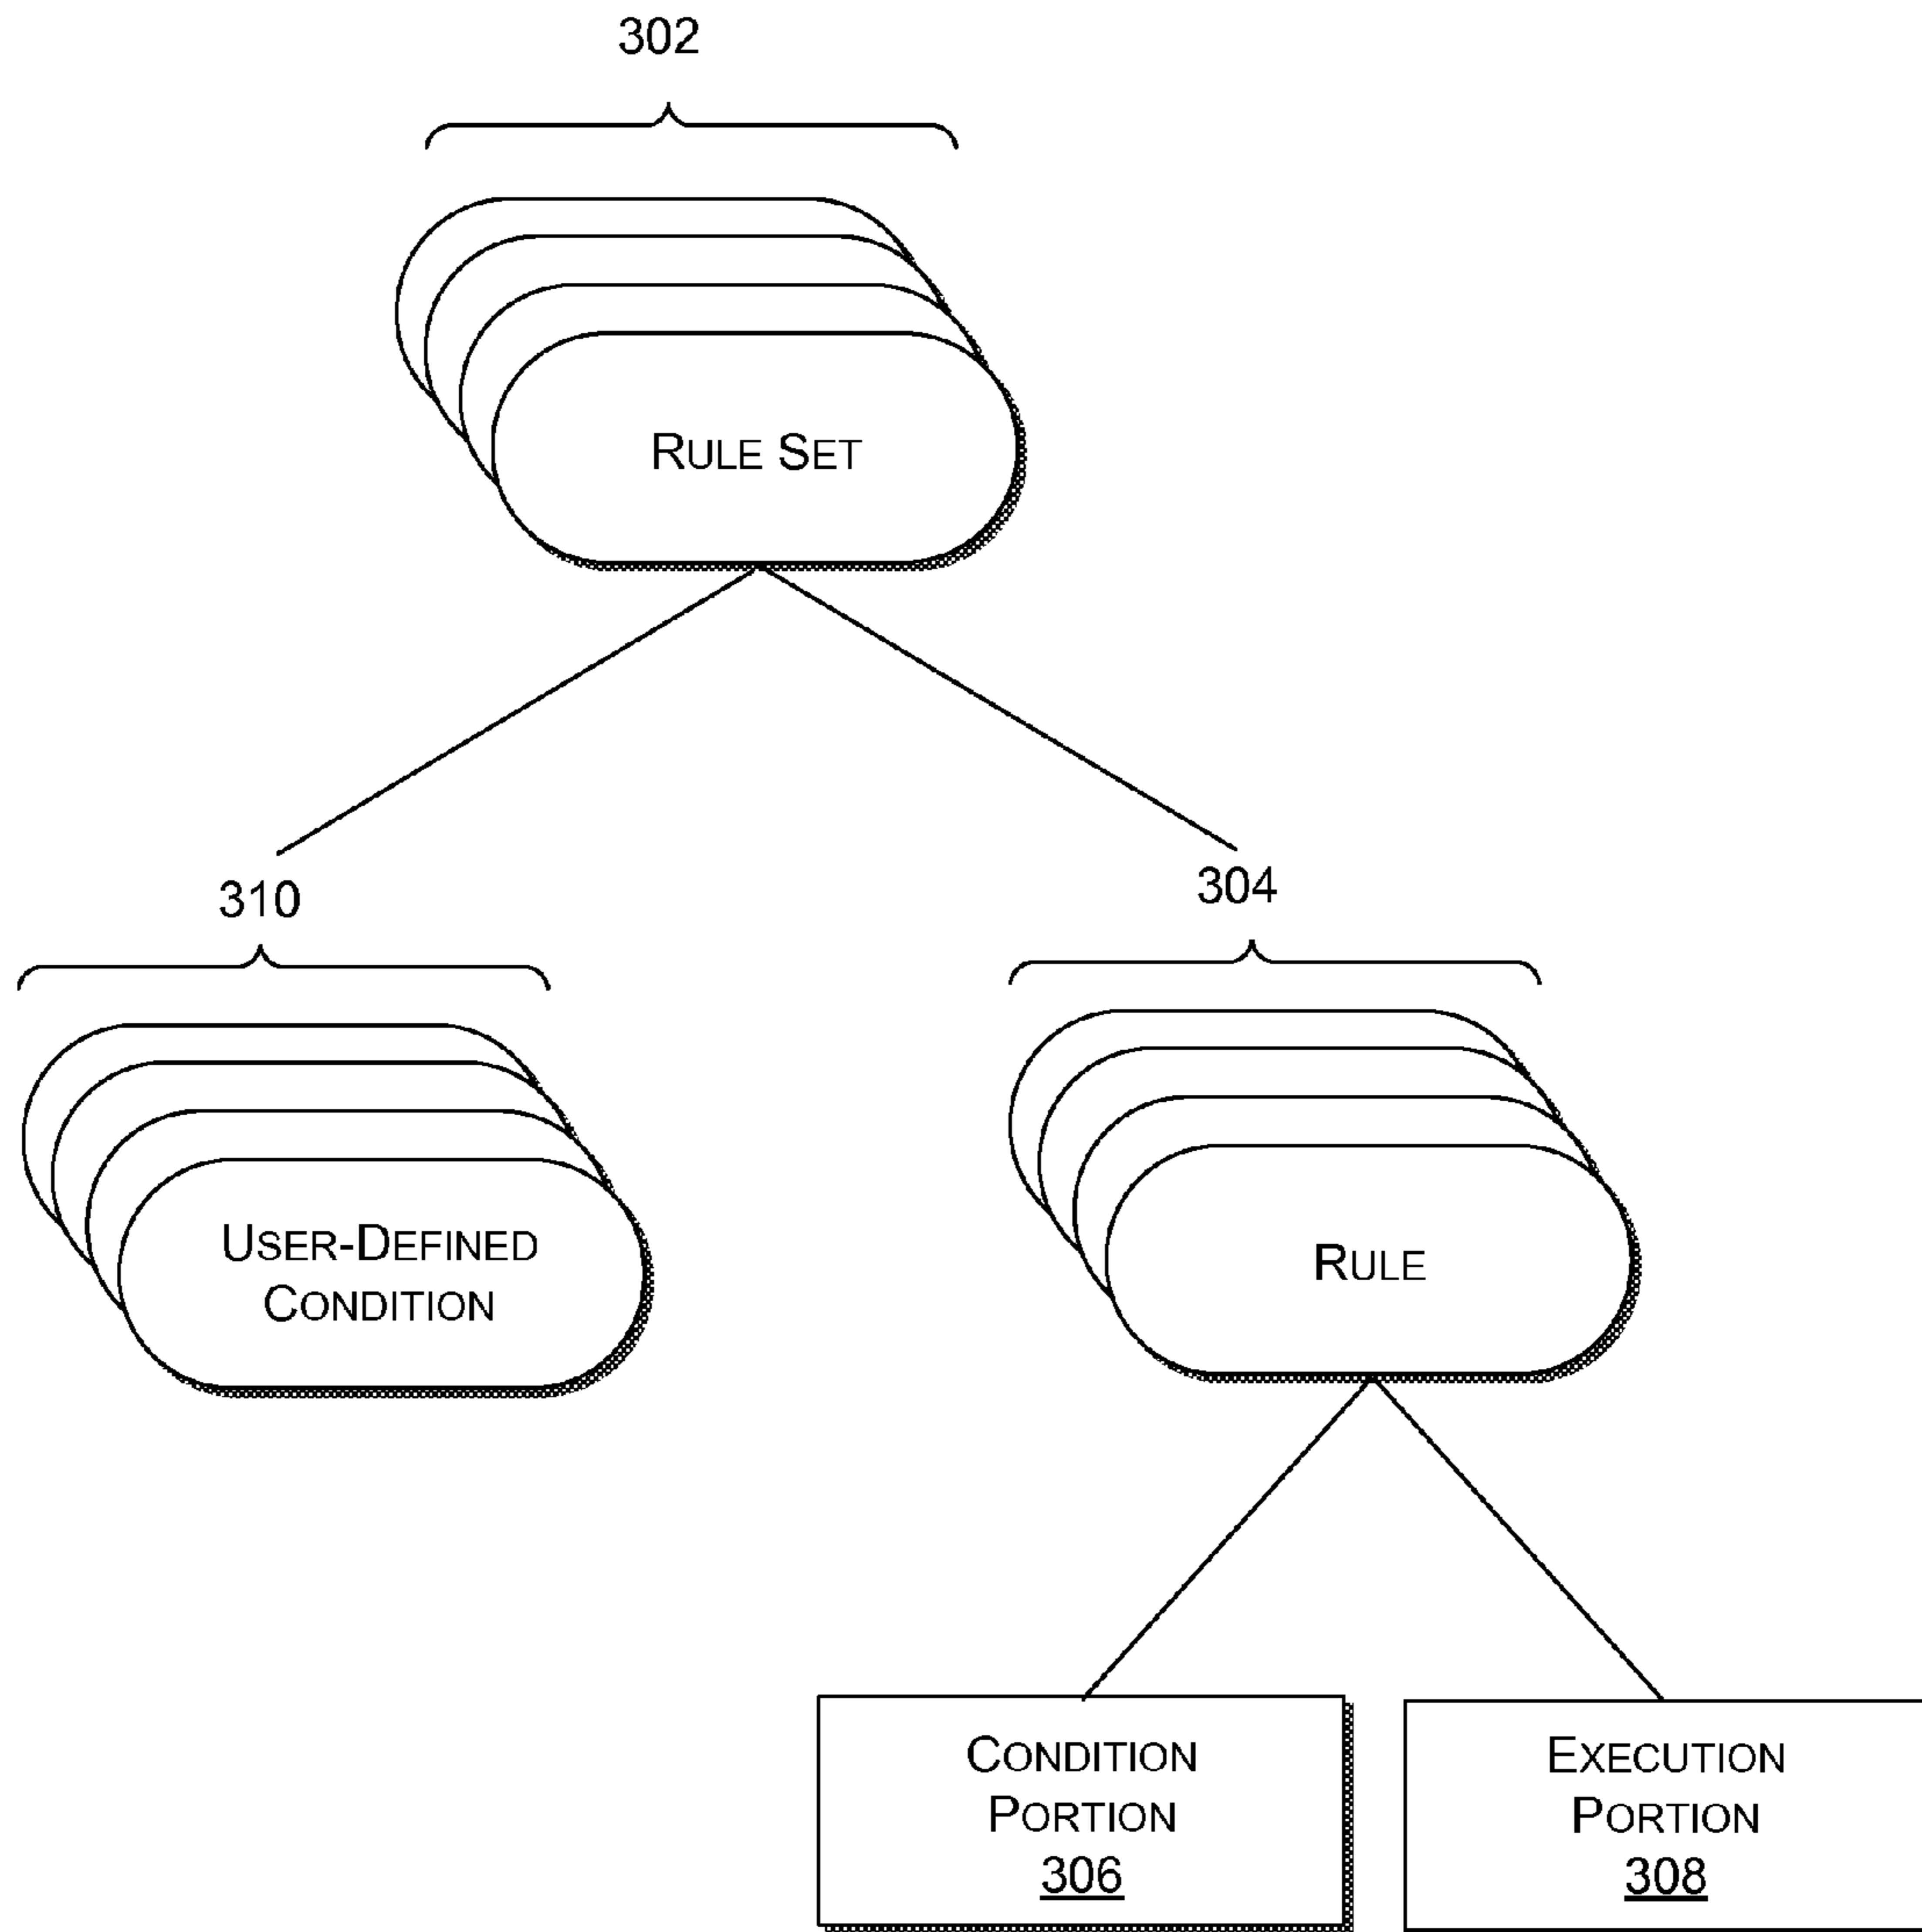 302
RULE SET
310
304
USER-DEFINED
CONDITION
RULE
CONDITION
PORTION
306
EXECUTION
PORTION
308